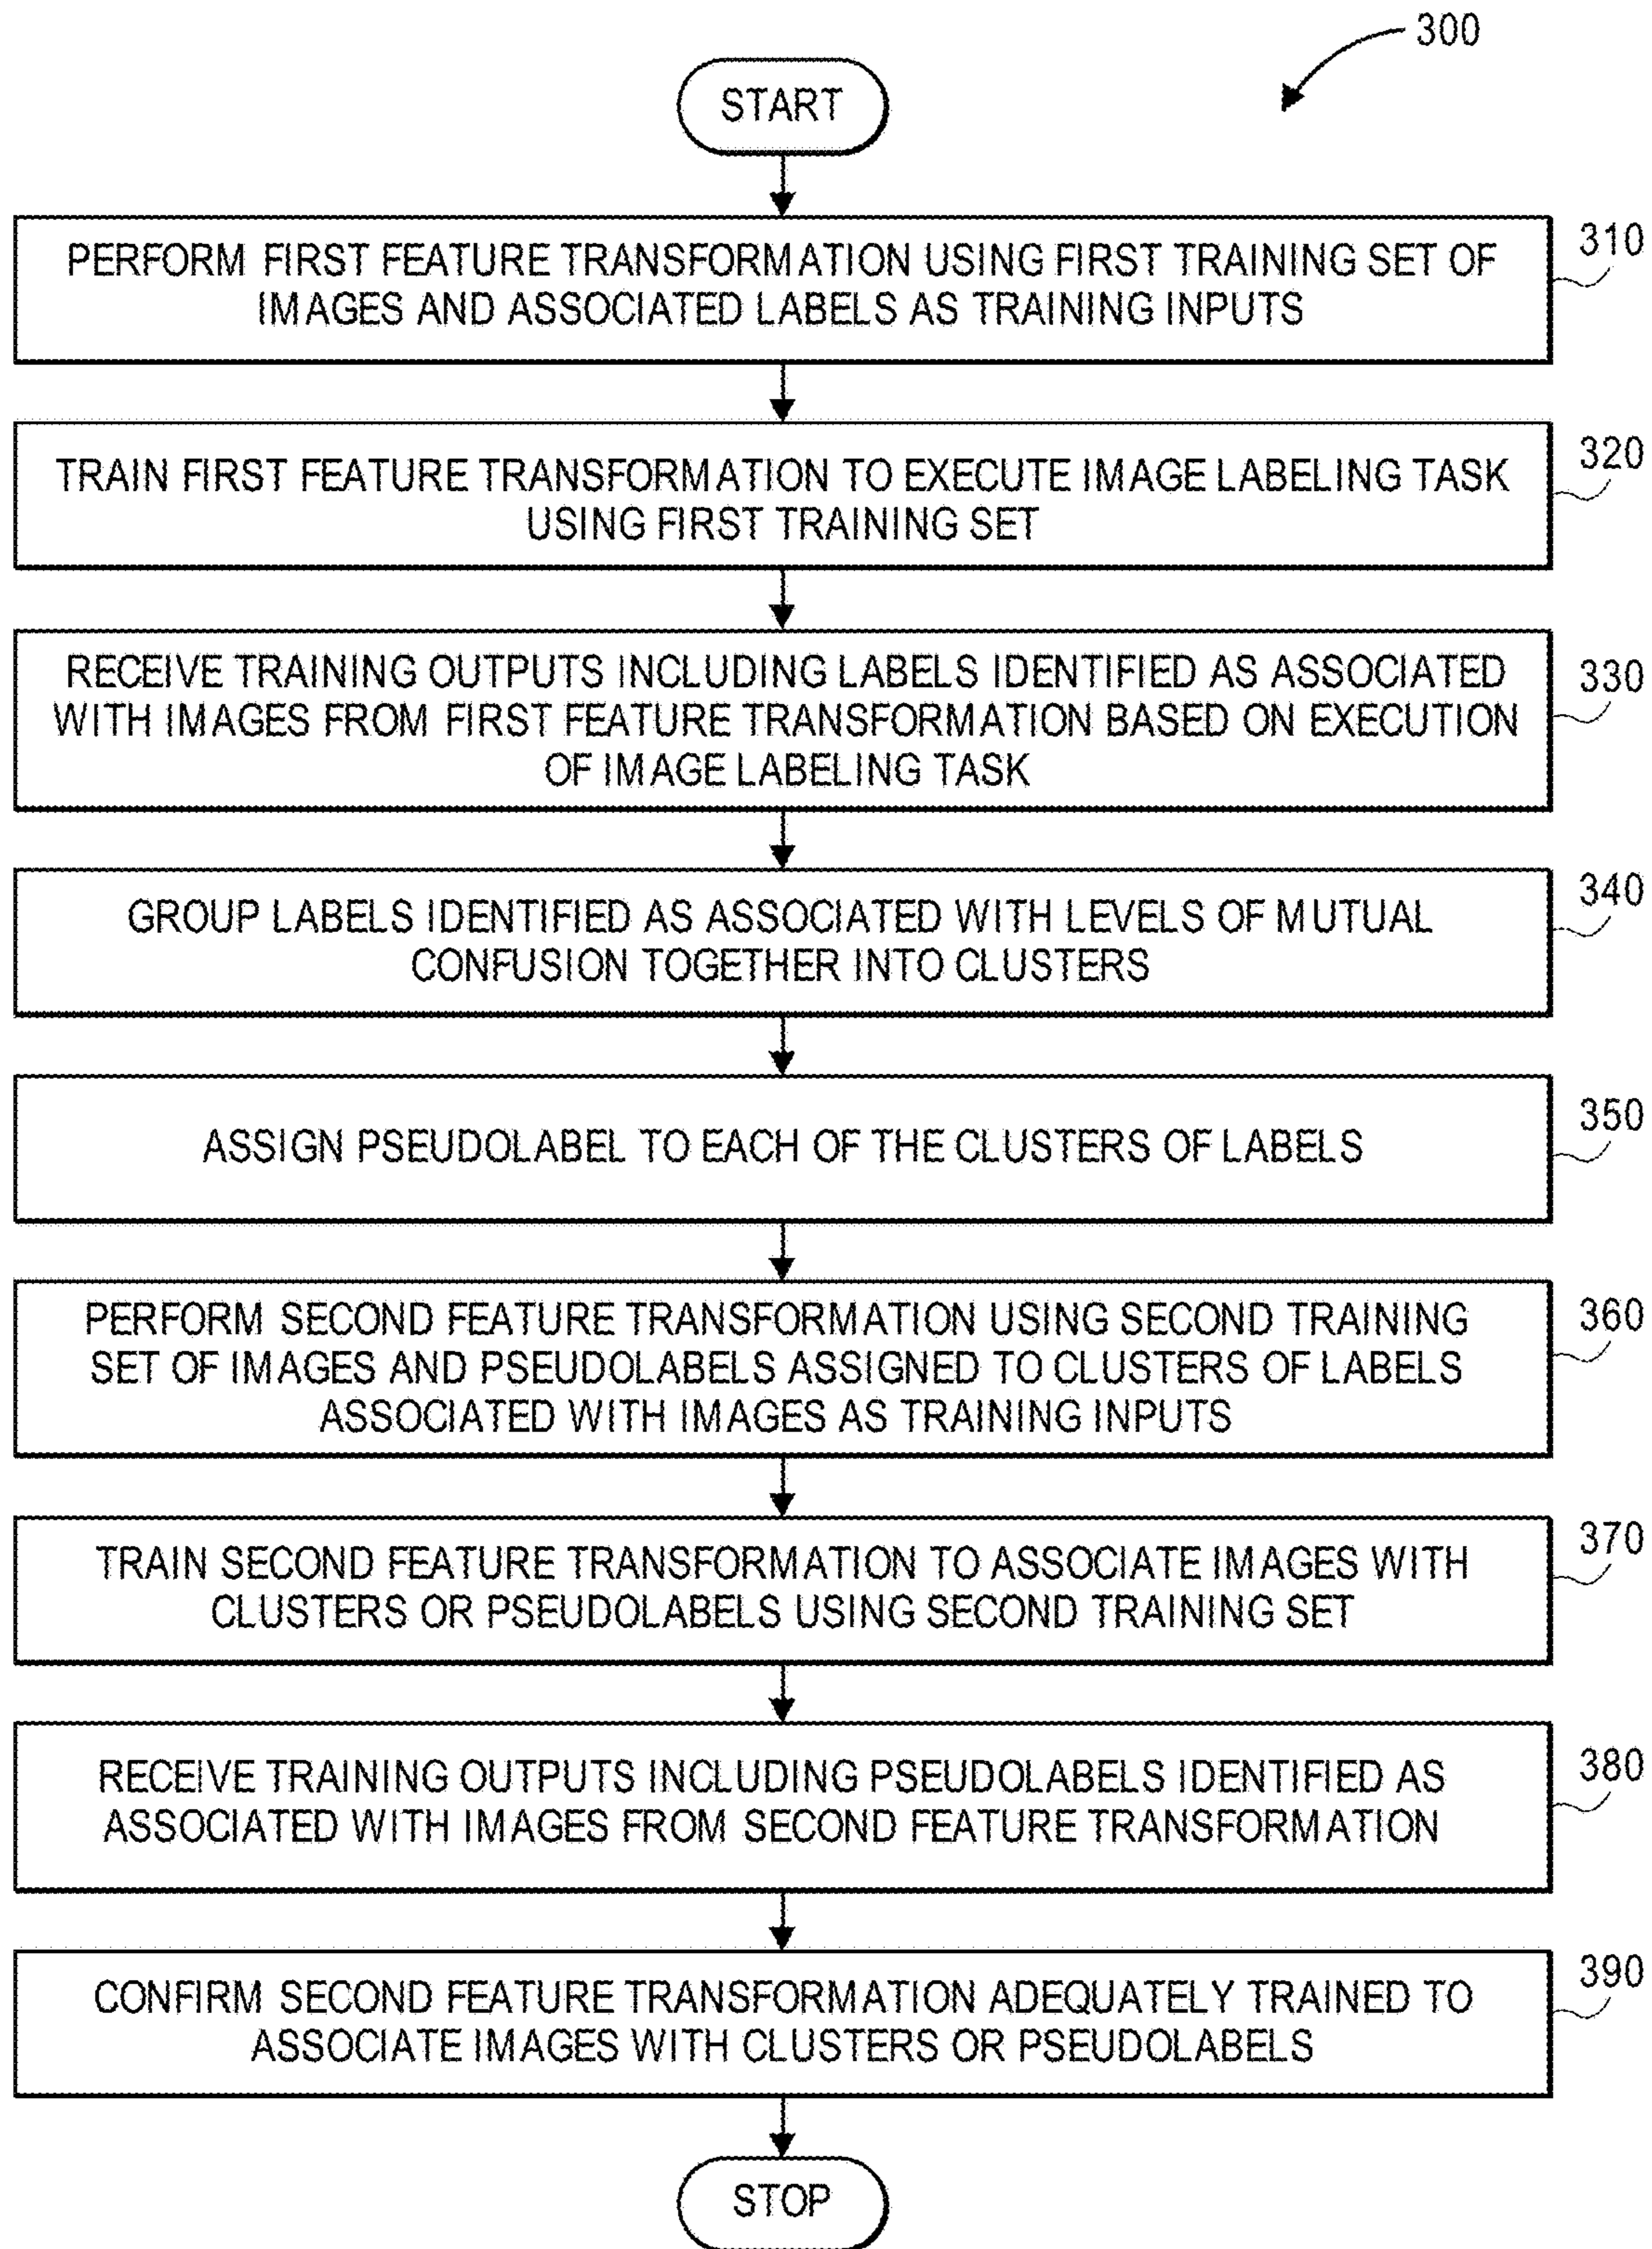 300
START
PERFORM FIRST FEATURE TRANSFORMATION USING FIRST TRAINING SET OF
IMAGES AND ASSOCIATED LABELS AS TRAINING INPUTS
310
TRAIN FIRST FEATURE TRANSFORMATION TO EXECUTE IMAGE LABELING TASK
USING FIRST TRAINING SET
320
RECEIVE TRAINING OUTPUTS INCLUDING LABELS IDENTIFIED AS ASSOCIATED
WITH IMAGES FROM FIRST FEATURE TRANSFORMATION BASED ON EXECUTION
OF IMAGE LABELING TASK
330
GROUP LABELS IDENTIFIED AS ASSOCIATED WITH LEVELS OF MUTUAL
CONFUSION TOGETHER INTO CLUSTERS
340
ASSIGN PSEUDOLABEL TO EACH OF THE CLUSTERS OF LABELS
350
PERFORM SECOND FEATURE TRANSFORMATION USING SECOND TRAINING
SET OF IMAGES AND PSEUDOLABELS ASSIGNED TO CLUSTERS OF LABELS
ASSOCIATED WITH IMAGES AS TRAINING INPUTS
360
TRAIN SECOND FEATURE TRANSFORMATION TO ASSOCIATE IMAGES WITH
CLUSTERS OR PSEUDOLABELS USING SECOND TRAINING SET
370
RECEIVE TRAINING OUTPUTS INCLUDING PSEUDOLABELS IDENTIFIED AS
ASSOCIATED WITH IMAGES FROM SECOND FEATURE TRANSFORMATION
380
CONFIRM SECOND FEATURE TRANSFORMATION ADEQUATELY TRAINED TO
ASSOCIATE IMAGES WITH CLUSTERS OR PSEUDOLABELS
390
STOP